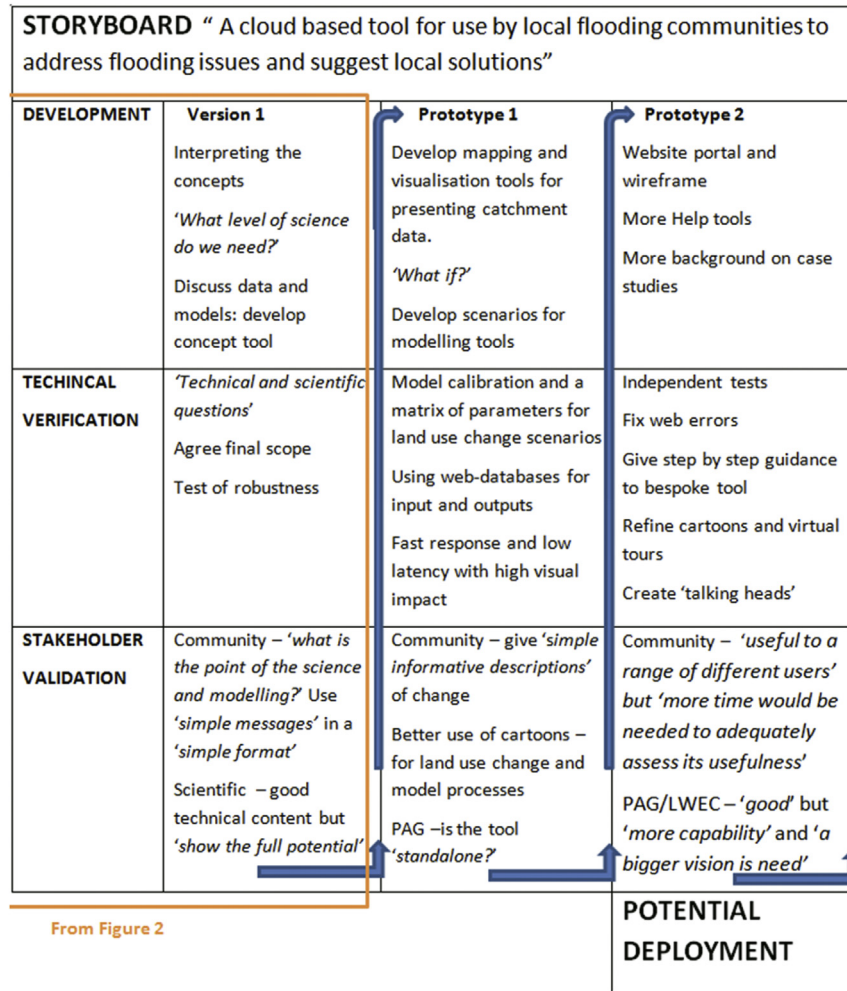 STORYBOARD “ A cloud based tool for use by local flooding communities to
address flooding issues and suggest local solutions”
DEVELOPMENT
Version 1
Interpreting the
concepts
‘What level of science
do we need?’
Discuss data and
models: develop
concept tool
Prototype 1
Develop mapping and
visualisation tools for
presenting catchment
data.
‘What if?’
Develop scenarios for
modelling tools
Prototype 2
Website portal and
wireframe
More Help tools
More background on case
studies
TECHINCAL
VERIFICATION
‘Technical and scientific
questions’
Agree final scope
Test of robustness
Model calibration and a
matrix of parameters for
land use change scenarios
Using web-databases for
input and outputs
Fast response and low
latency with high visual
impact
Independent tests
Fix web errors
Give step by step guidance
to bespoke tool
Refine cartoons and virtual
tours
Create ‘talking heads’
STAKEHOLDER
VALIDATION
Community – ‘what is
the point of the science
and modelling?’ Use
‘simple messages’ in a
‘simple format’
Scientific – good
technical content but
‘show the full potential’
Community – give ‘simple
informative descriptions’
of change
Better use of cartoons –
for land use change and
model processes
PAG –is the tool
‘standalone?’
Community – ‘useful to a
range of different users’
but ‘more time would be
needed to adequately
assess its usefulness’
PAG/LWEC – ‘good’ but
‘more capability’ and ‘a
bigger vision is need’
From Figure 2
POTENTIAL
DEPLOYMENT